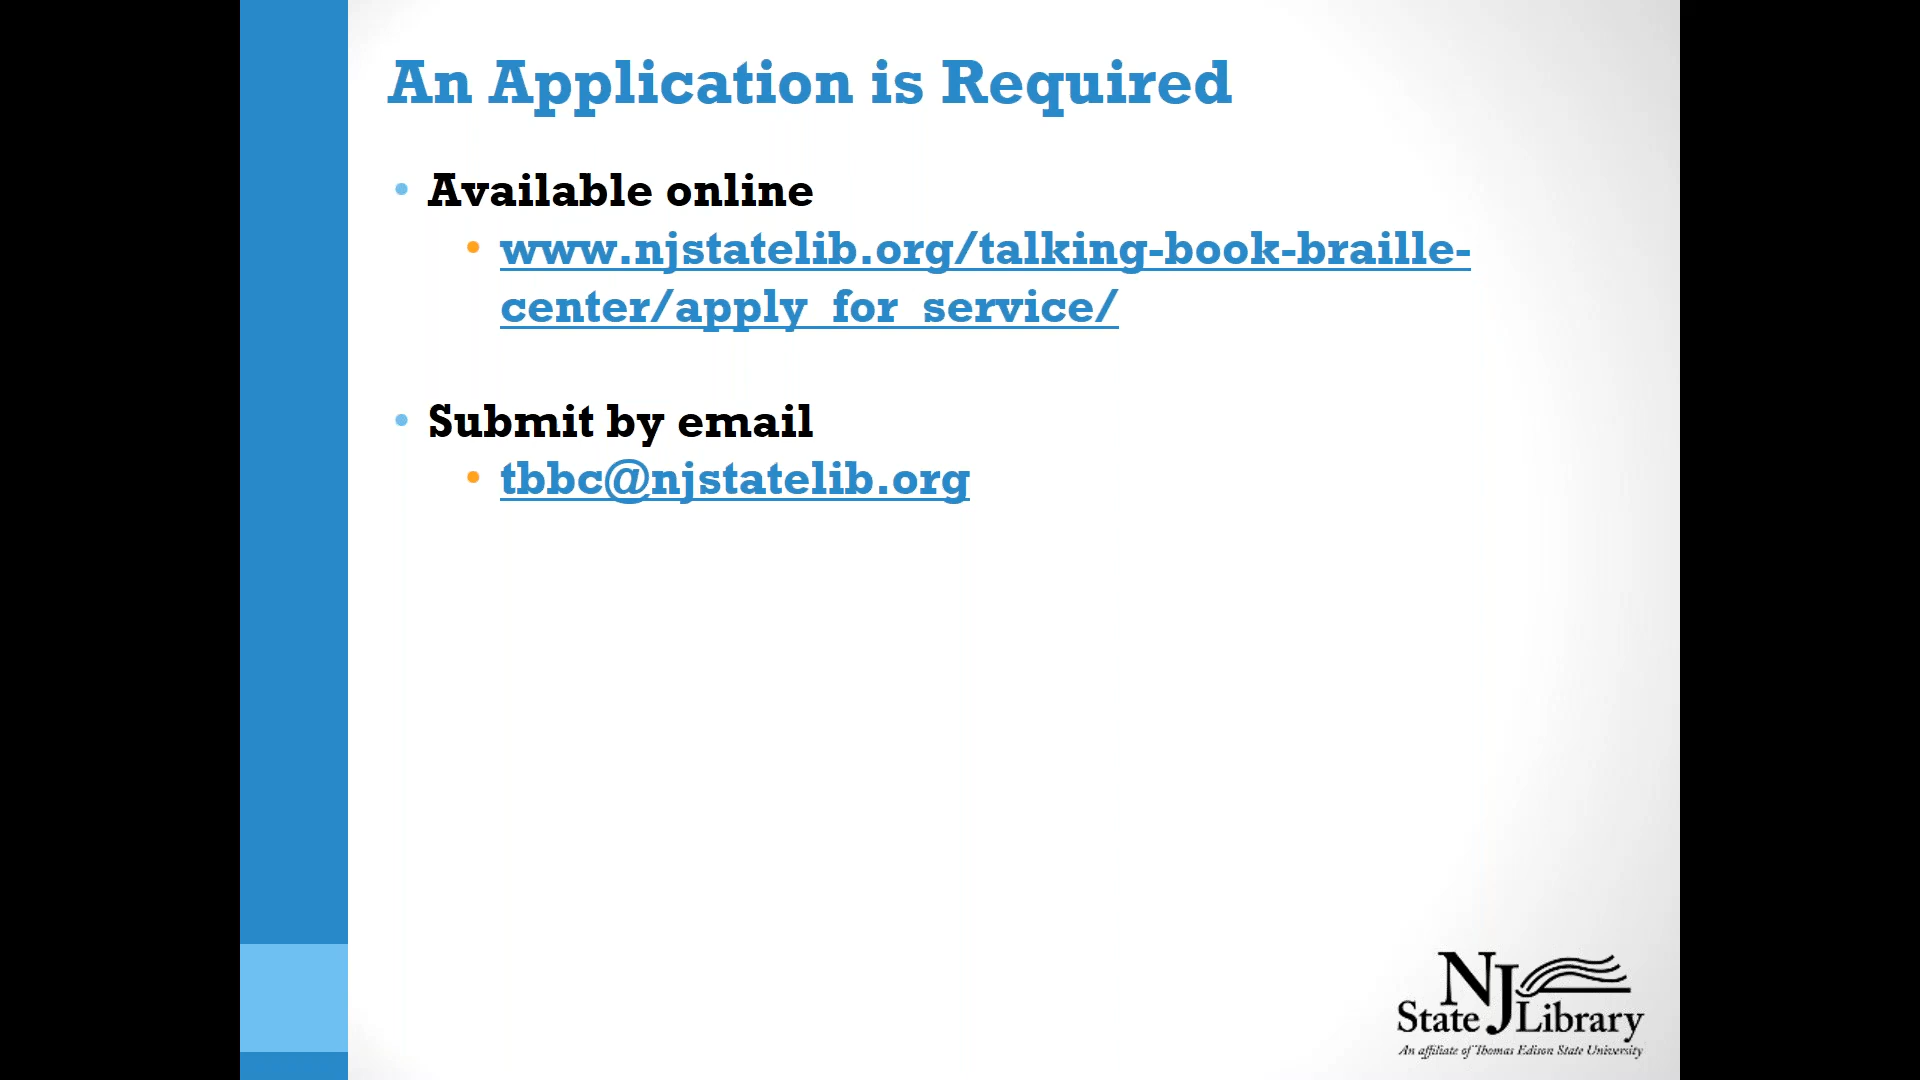 An Application is Required
• Available online
• www.njstatelib.org/talking-book-braille-
center/apply_for_service/
• Submit by email
• tbbc@njstatelib.org
NJ
State Library
An affiliate of Thomas Edison State University